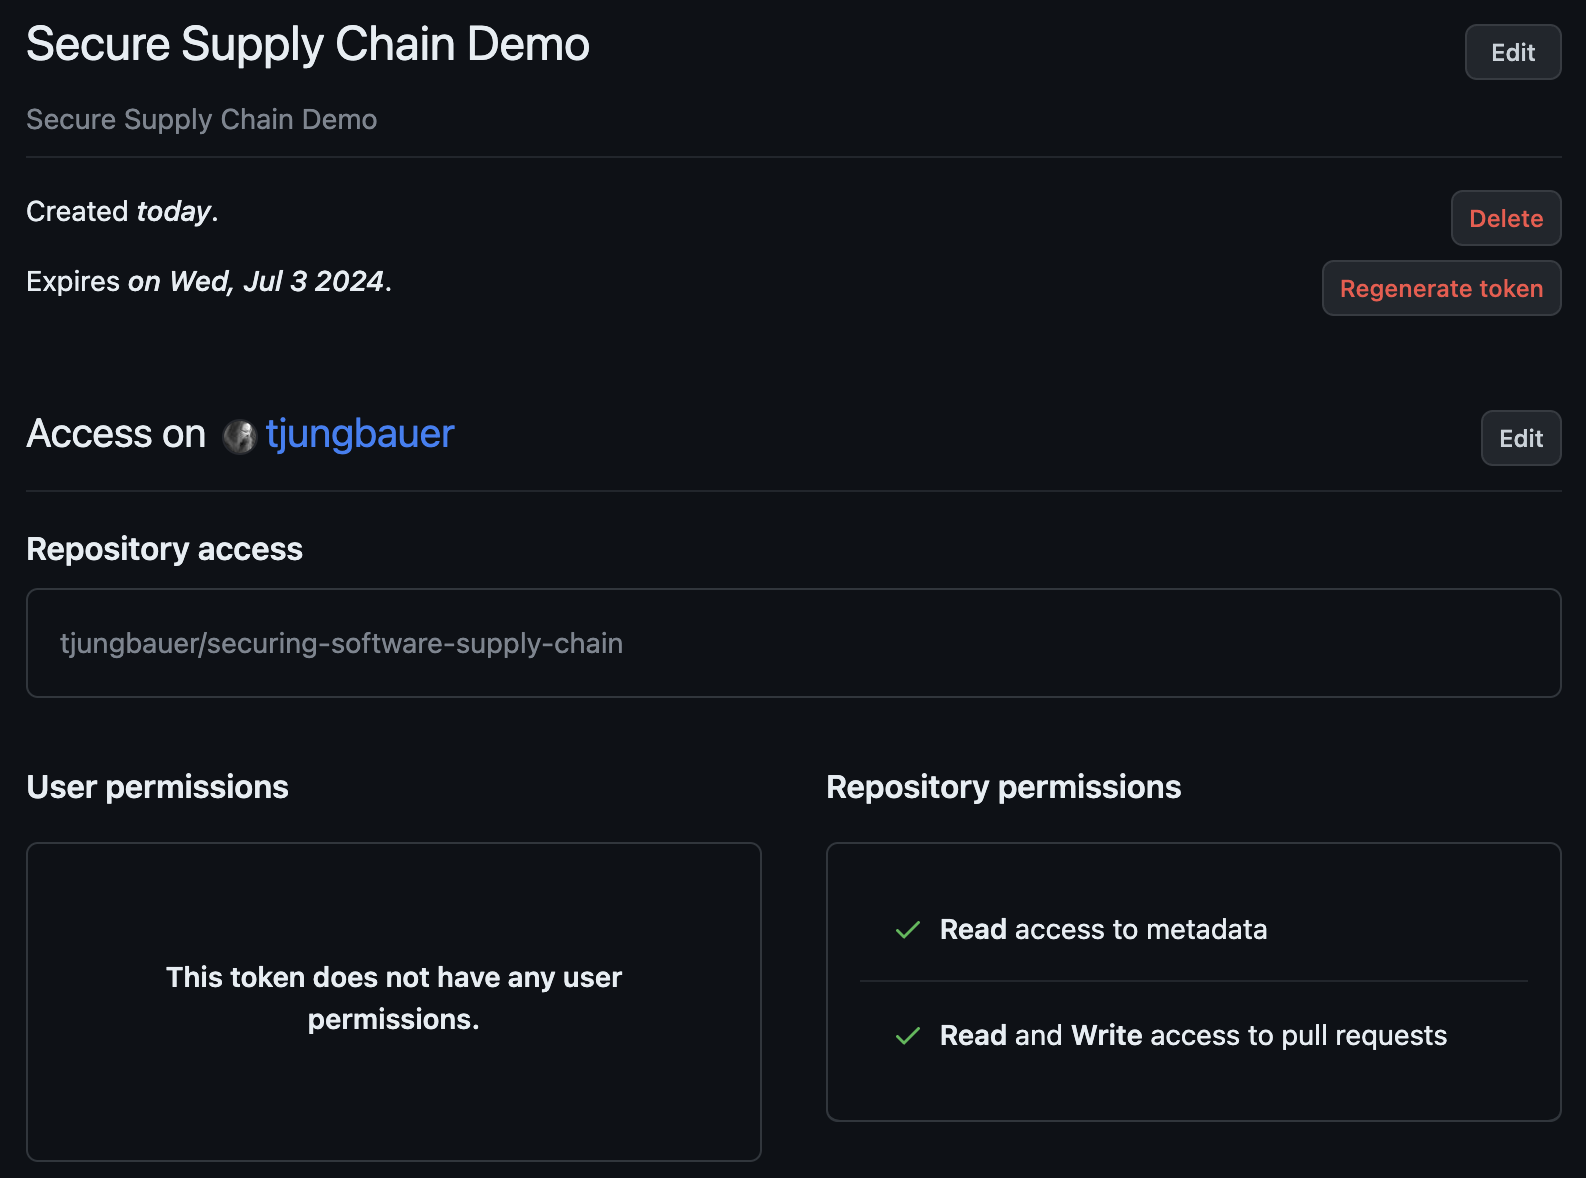 Secure Supply Chain Demo
Edit
Secure Supply Chain Demo
Created today.
Delete
Expires on Wed, Jul 3 2024.
Regenerate token
Access on tjungbauer
Edit
Repository access
tjungbauer/securing-software-supply-chain
User permissions
This token does not have any user
permissions.
Repository permissions
Read access to metadata
Read and Write access to pull requests